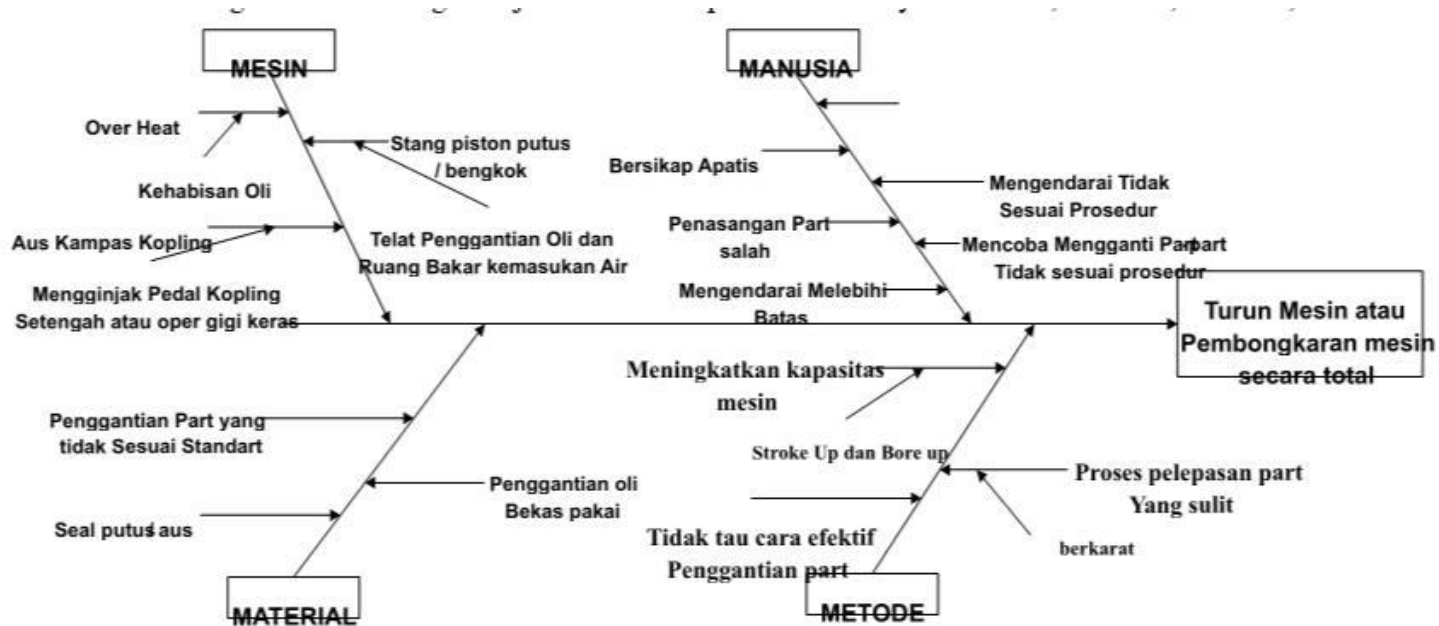 MESIN
MANUSIA
Over Heat
Stang piston putus
/ bengkok
Kehabisan Oli
Aus Kampas Kopling
Telat Penggantian Oli dan
Ruang Bakar kemasukan Air
Mengginjak Pedal Kopling
Setengah atau oper gigi keras
Bersikap Apatis
Mengendarai Tidak
Sesuai Prosedur
Penasangan Part
salah
Mencoba Mengganti Part-part
Tidak sesuai prosedur
Mengendarai Melebihi
Batas
Turun Mesin atau
Pembongkaran mesin
secara total
Penggantian Part yang
tidak Sesuai Standart
Penggantian oli
Bekas pakai
Seal putus/aus
MATERIAL
Meningkatkan kapasitas
mesin
Stroke Up dan Bore up
Proses pelepasan part
Yang sulit
berkarat
Tidak tau cara efektif
Penggantian part
METODE